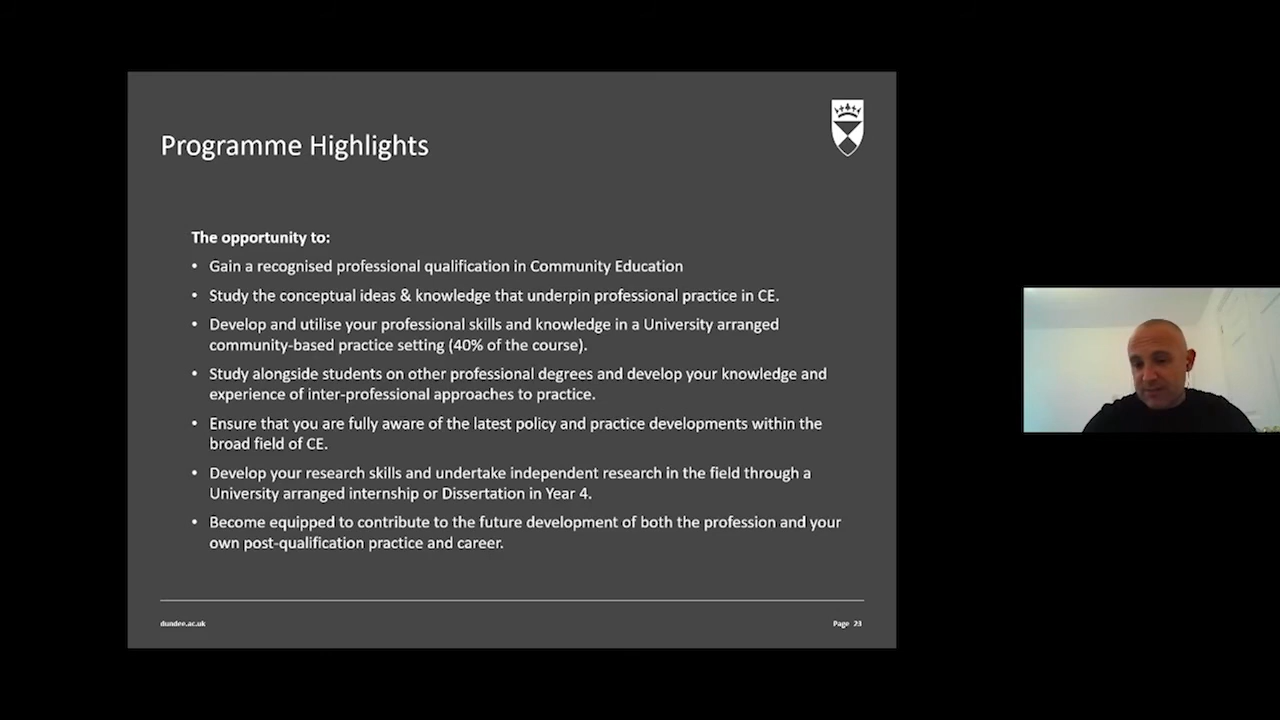 Programme Highlights
The opportunity to:
• Gain a recognised professional qualification in Community Education
• Study the conceptual ideas & knowledge that underpin professional practice in CE.
• Develop and utilise your professional skills and knowledge in a University arranged
community-based practice setting (40% of the course).
• Study alongside students on other professional degrees and develop your knowledge and
experience of inter-professional approaches to practice.
• Ensure that you are fully aware of the latest policy and practice developments within the
broad field of CE.
• Develop your research skills and undertake independent research in the field through a
University arranged internship or Dissertation in Year 4.
• Become equipped to contribute to the future development of both the profession and your
own post-qualification practice and career.
dundee.ac.uk
Page 23